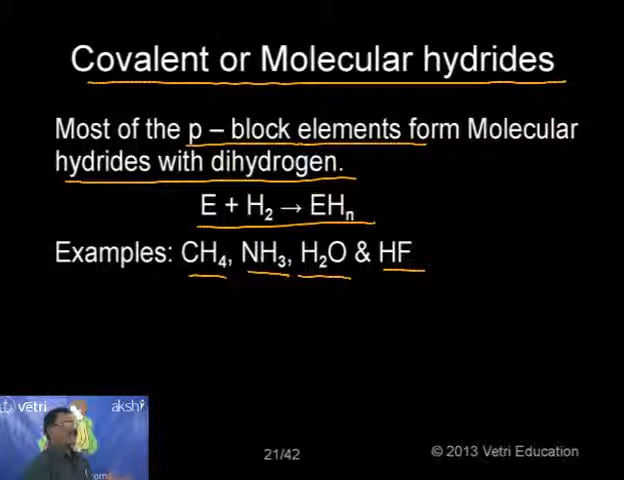 Covalent or Molecular hydrides
Most of the p – block elements form Molecular
hydrides with dihydrogen.
E + H₂ → EHₙ
Examples: CH₄, NH₃, H₂O & HF
vetri
akshi
.com
21/42
© 2013 Vetri Education